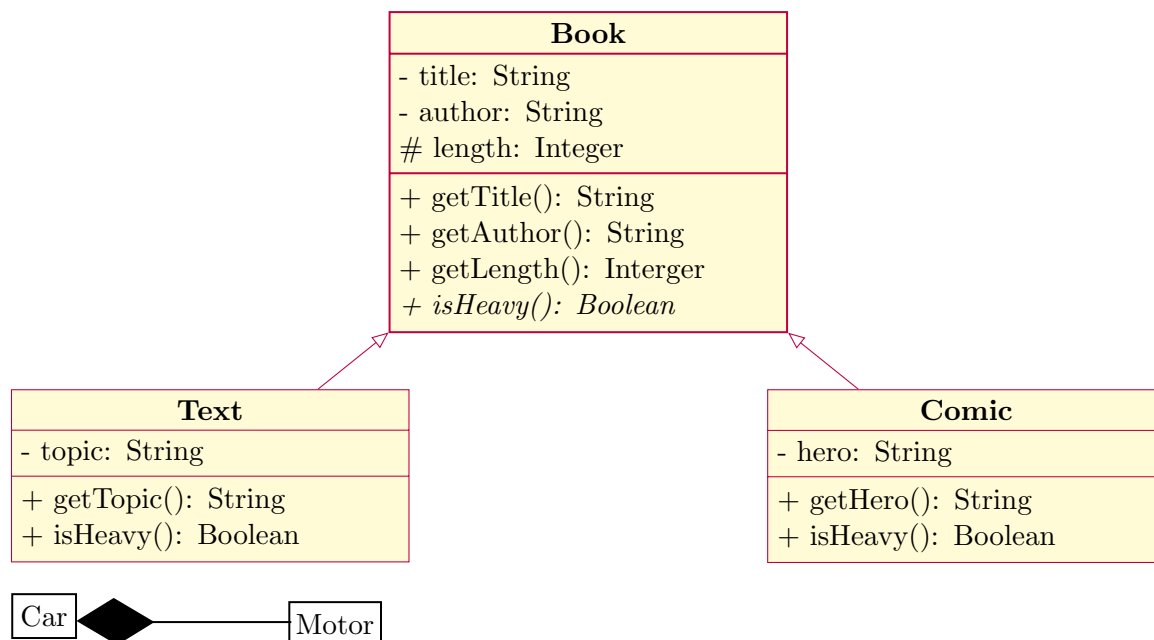 Book
- title: String
- author: String
# length: Integer
+ getTitle(): String
+ getAuthor(): String
+ getLength(): Interger
+ isHeavy(): Boolean
Text
- topic: String
+ getTopic(): String
+ isHeavy(): Boolean
Comic
- hero: String
+ getHero(): String
+ isHeavy(): Boolean
Car
Motor